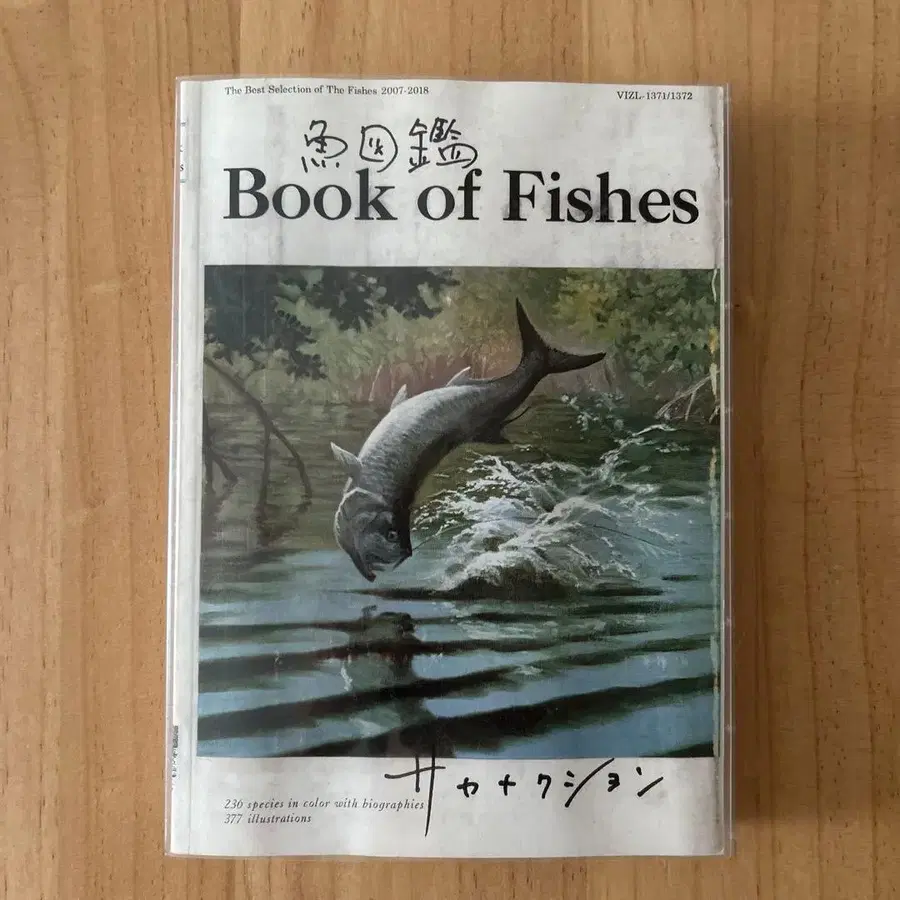 The Best Selection of The Fishes 2007-2018
VIZL-1371/1372
魚図鑑
Book of Fishes
サカナクション
236 species in color with biographies
377 illustrations